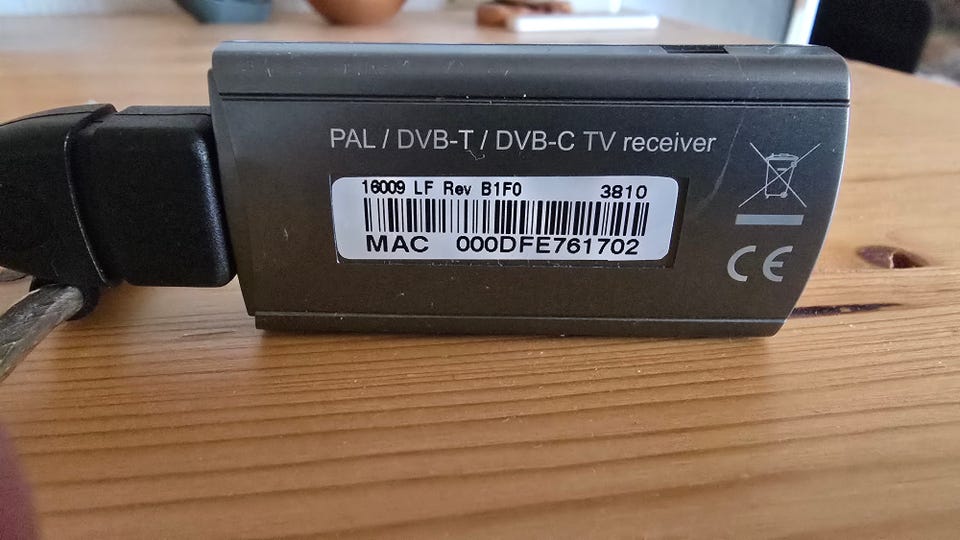 PAL / DVB-T / DVB-C TV receiver
16009 LF Rev B1F0 3810
MAC 000DFE761702
CE